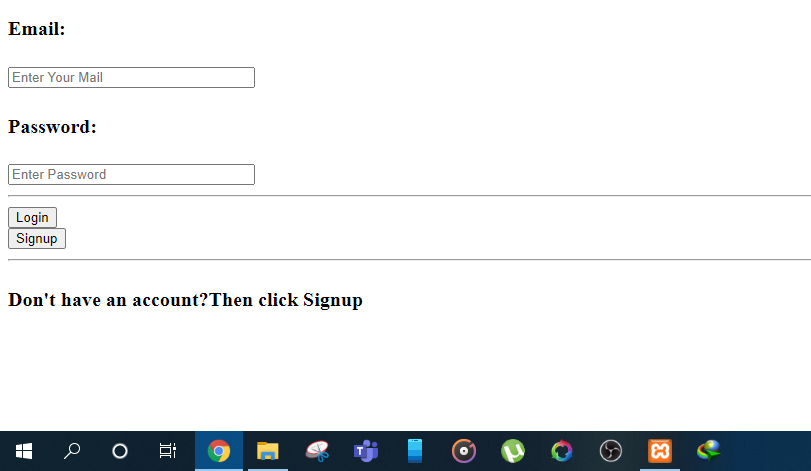 Email:
Enter Your Mail
Password:
Enter Password
Login
Signup
Don't have an account?Then click Signup